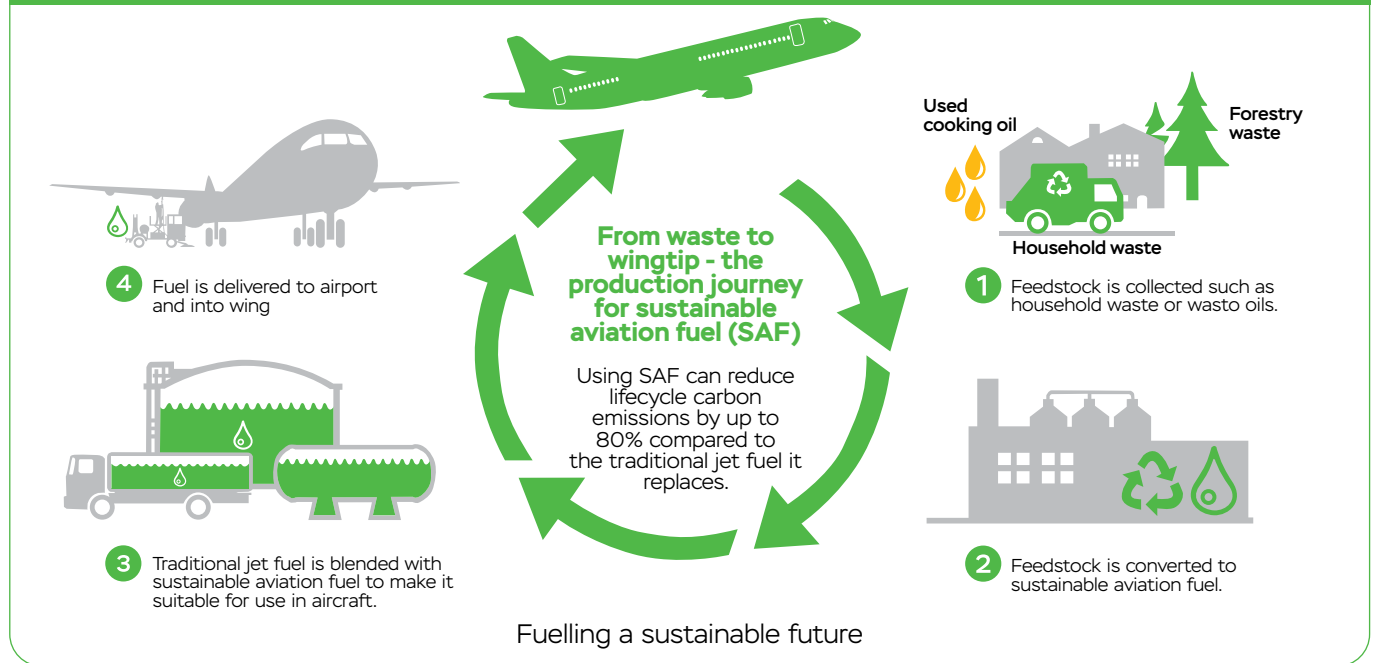 Used
cooking oil
Forestry
waste
Household waste
1 Feedstock is collected such as
household waste or wasto oils.
2 Feedstock is converted to
sustainable aviation fuel.
3 Traditional jet fuel is blended with
sustainable aviation fuel to make it
suitable for use in aircraft.
4 Fuel is delivered to airport
and into wing
From waste to
wingtip - the
production journey
for sustainable
aviation fuel (SAF)
Using SAF can reduce
lifecycle carbon
emissions by up to
80% compared to
the traditional jet fuel it
replaces.
Fuelling a sustainable future